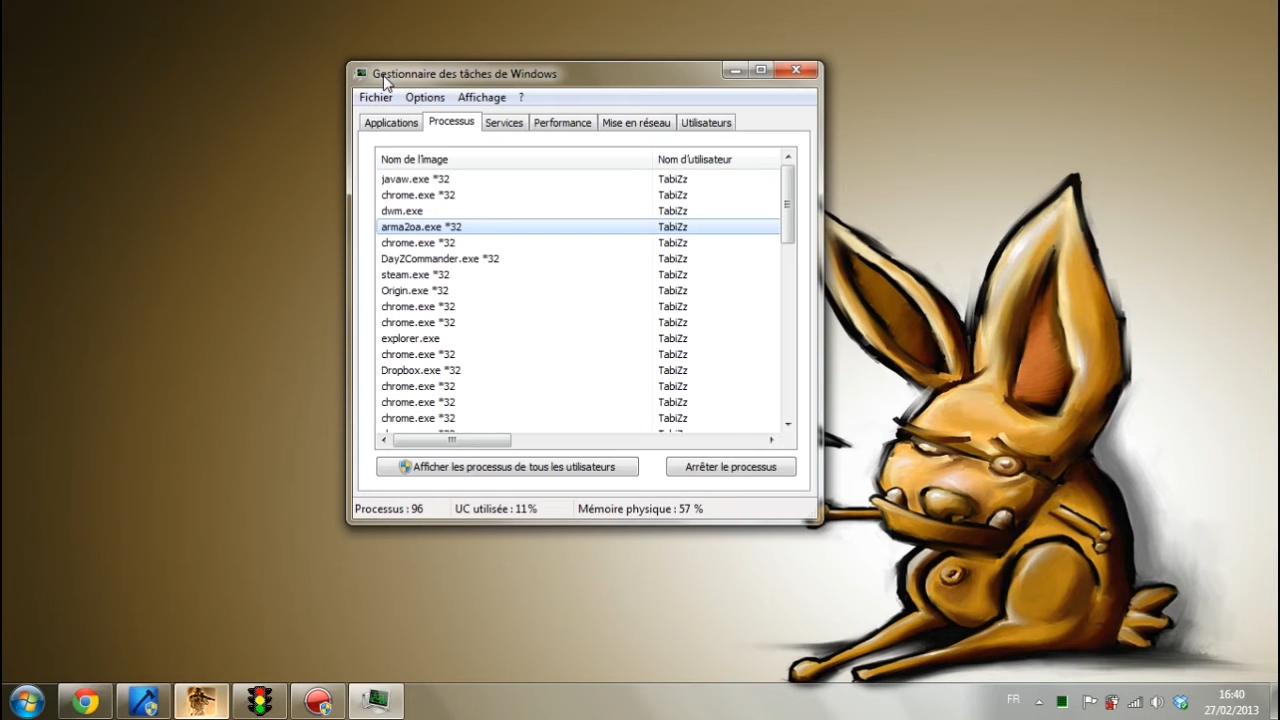 Gestionnaire des tâches de Windows
Fichier Options Affichage ?
Applications Processus Services Performance Mise en réseau Utilisateurs
Nom de l'image Nom d'utilisateur
javaw.exe *32 TabiZz
chrome.exe *32 TabiZz
dwm.exe TabiZz
arma2oa.exe *32 TabiZz
chrome.exe *32 TabiZz
DayZCommander.exe *32 TabiZz
steam.exe *32 TabiZz
Origin.exe *32 TabiZz
chrome.exe *32 TabiZz
chrome.exe *32 TabiZz
explorer.exe TabiZz
chrome.exe *32 TabiZz
Dropbox.exe *32 TabiZz
chrome.exe *32 TabiZz
chrome.exe *32 TabiZz
chrome.exe *32 TabiZz
Afficher les processus de tous les utilisateurs Arrêter le processus
Processus : 96 UC utilisée : 11% Mémoire physique : 57 %
FR 16:40
27/02/2013